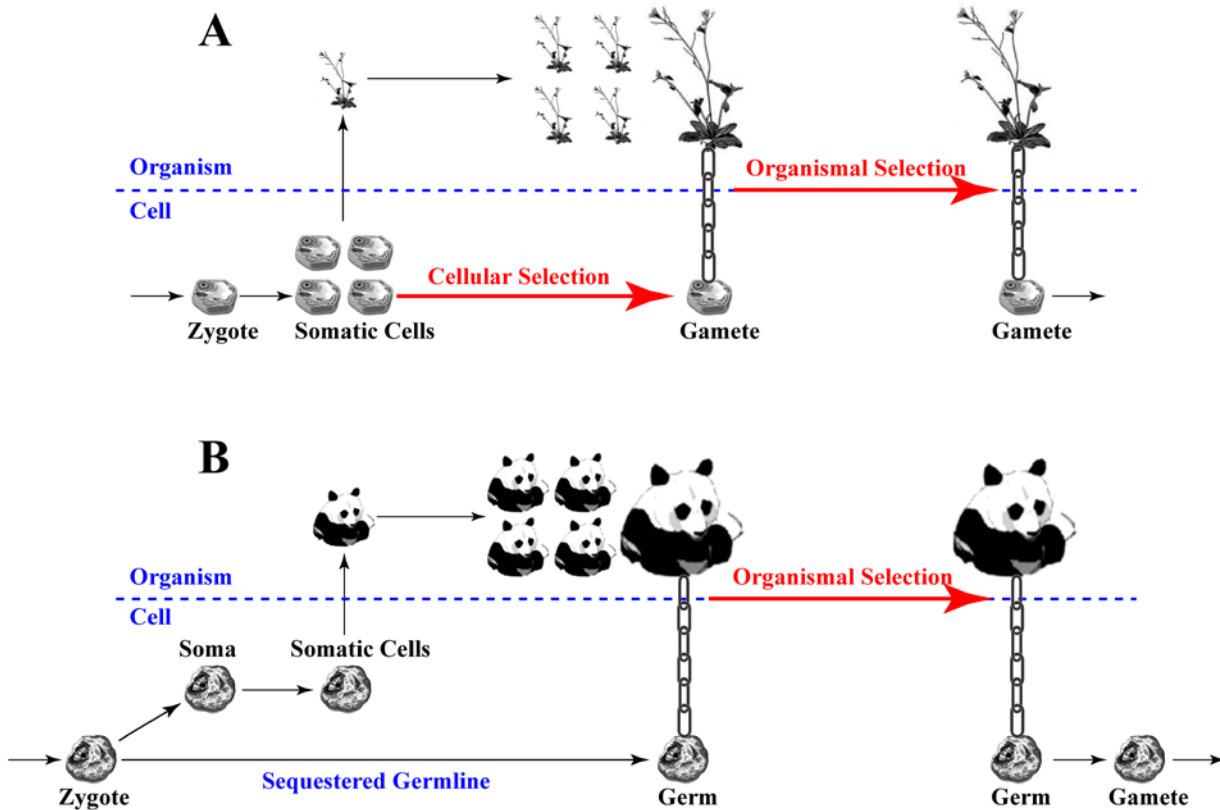 A
Organism
Organismal Selection
Cell
Cellular Selection
Zygote
Somatic Cells
Gamete
Gamete
B
Organism
Organismal Selection
Cell
Soma
Somatic Cells
Sequestered Germline
Zygote
Germ
Germ
Gamete